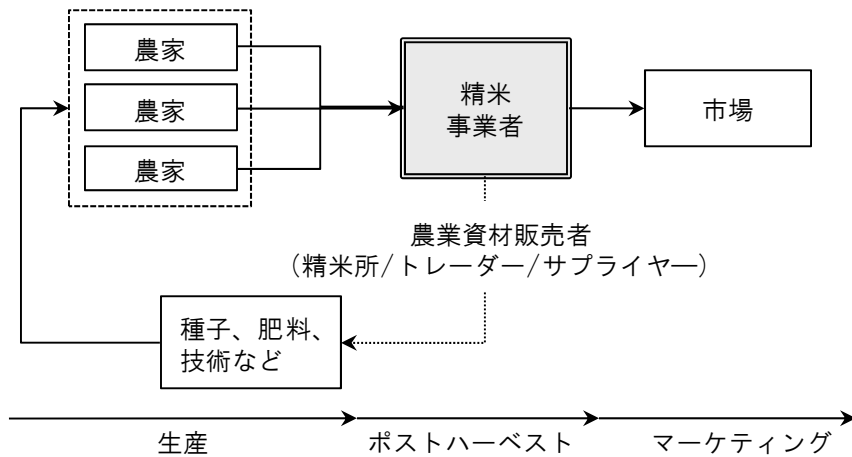 農家
農家
農家
精米
事業者
市場
農業資材販売者
（精米所/トレーダー/サプライヤー）
種子、肥料、
技術など
生産
ポストハーベスト
マーケティング